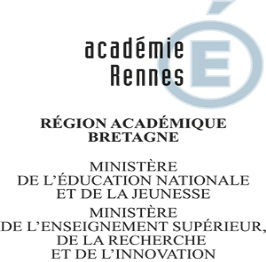 académie
Rennes
É
RÉGION ACADÉMIQUE
BRETAGNE
MINISTÈRE
DE L'ÉDUCATION NATIONALE
ET DE LA JEUNESSE
MINISTÈRE
DE L'ENSEIGNEMENT SUPÉRIEUR,
DE LA RECHERCHE
ET DE L'INNOVATION